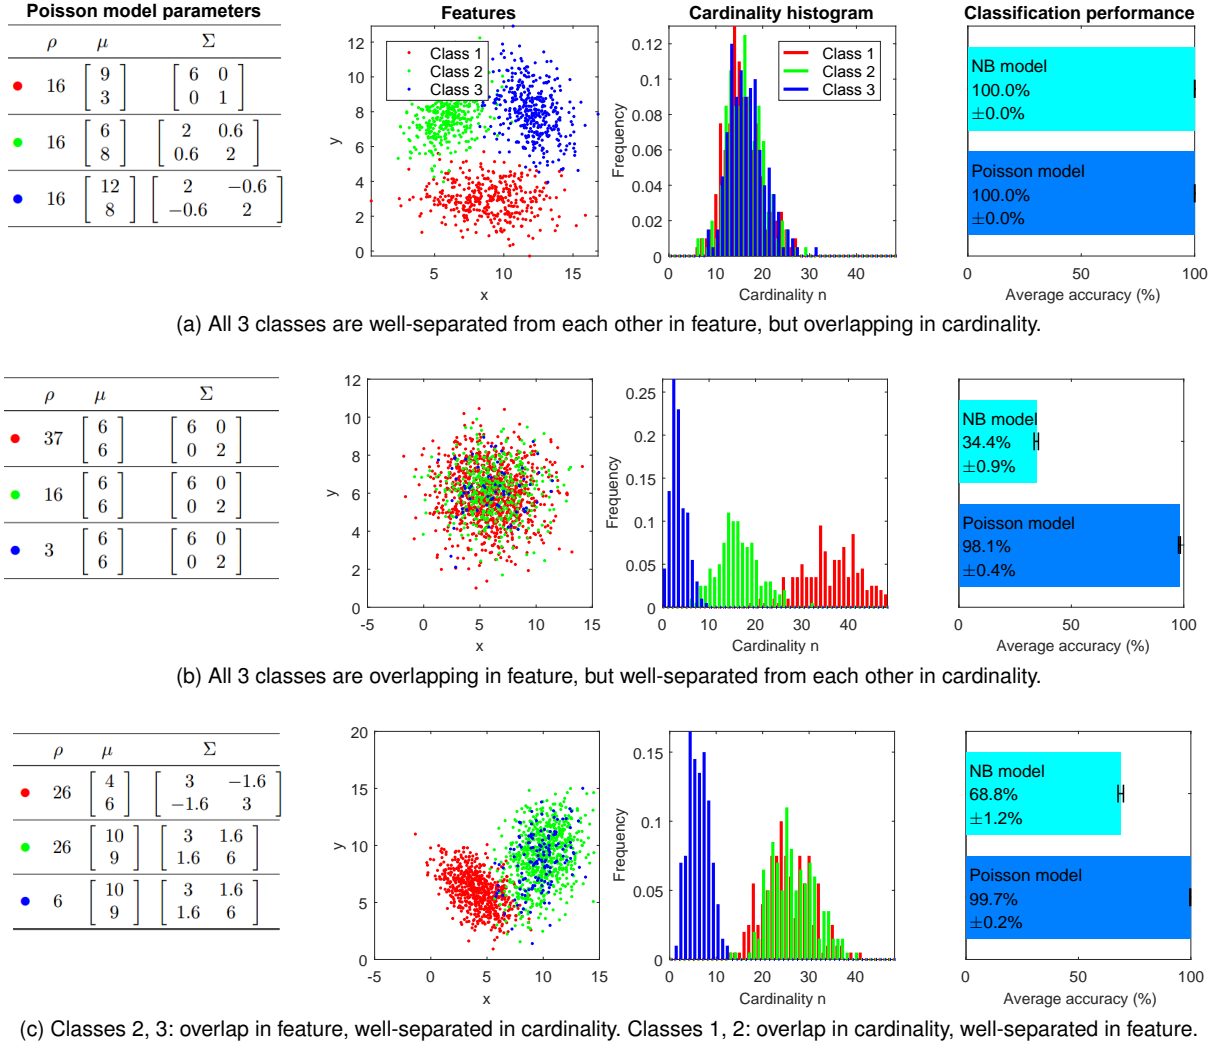 Poisson model parameters
Features
Cardinality histogram
Classification performance
ρ μ Σ
16 [9 3] [6 0 0 1]
16 [6 8] [2 0.6 0.6 2]
16 [12 8] [2 −0.6 −0.6 2]
Class 1
Class 2
Class 3
12
10
8
6
4
2
0
y
5 10 15
x
Class 1
Class 2
Class 3
0.12
0.1
0.08
0.06
0.04
0.02
0
Frequency
0 10 20 30 40
Cardinality n
NB model
100.0%
±0.0%
Poisson model
100.0%
±0.0%
0 50 100
Average accuracy (%)
(a) All 3 classes are well-separated from each other in feature, but overlapping in cardinality.
ρ μ Σ
37 [6 6] [6 0 0 2]
16 [6 6] [6 0 0 2]
3 [6 6] [6 0 0 2]
12
10
8
6
4
2
0
y
-5 0 5 10 15
x
0.25
0.2
0.15
0.1
0.05
0
Frequency
0 10 20 30 40
Cardinality n
NB model
34.4%
±0.9%
Poisson model
98.1%
±0.4%
0 50 100
Average accuracy (%)
(b) All 3 classes are overlapping in feature, but well-separated from each other in cardinality.
ρ μ Σ
26 [4 6] [3 −1.6 −1.6 3]
26 [10 9] [3 1.6 1.6 6]
6 [10 9] [3 1.6 1.6 6]
20
15
10
5
0
y
-5 0 5 10 15
x
0.15
0.1
0.05
0
Frequency
0 10 20 30 40
Cardinality n
NB model
68.8%
±1.2%
Poisson model
99.7%
±0.2%
0 50 100
Average accuracy (%)
(c) Classes 2, 3: overlap in feature, well-separated in cardinality. Classes 1, 2: overlap in cardinality, well-separated in feature.